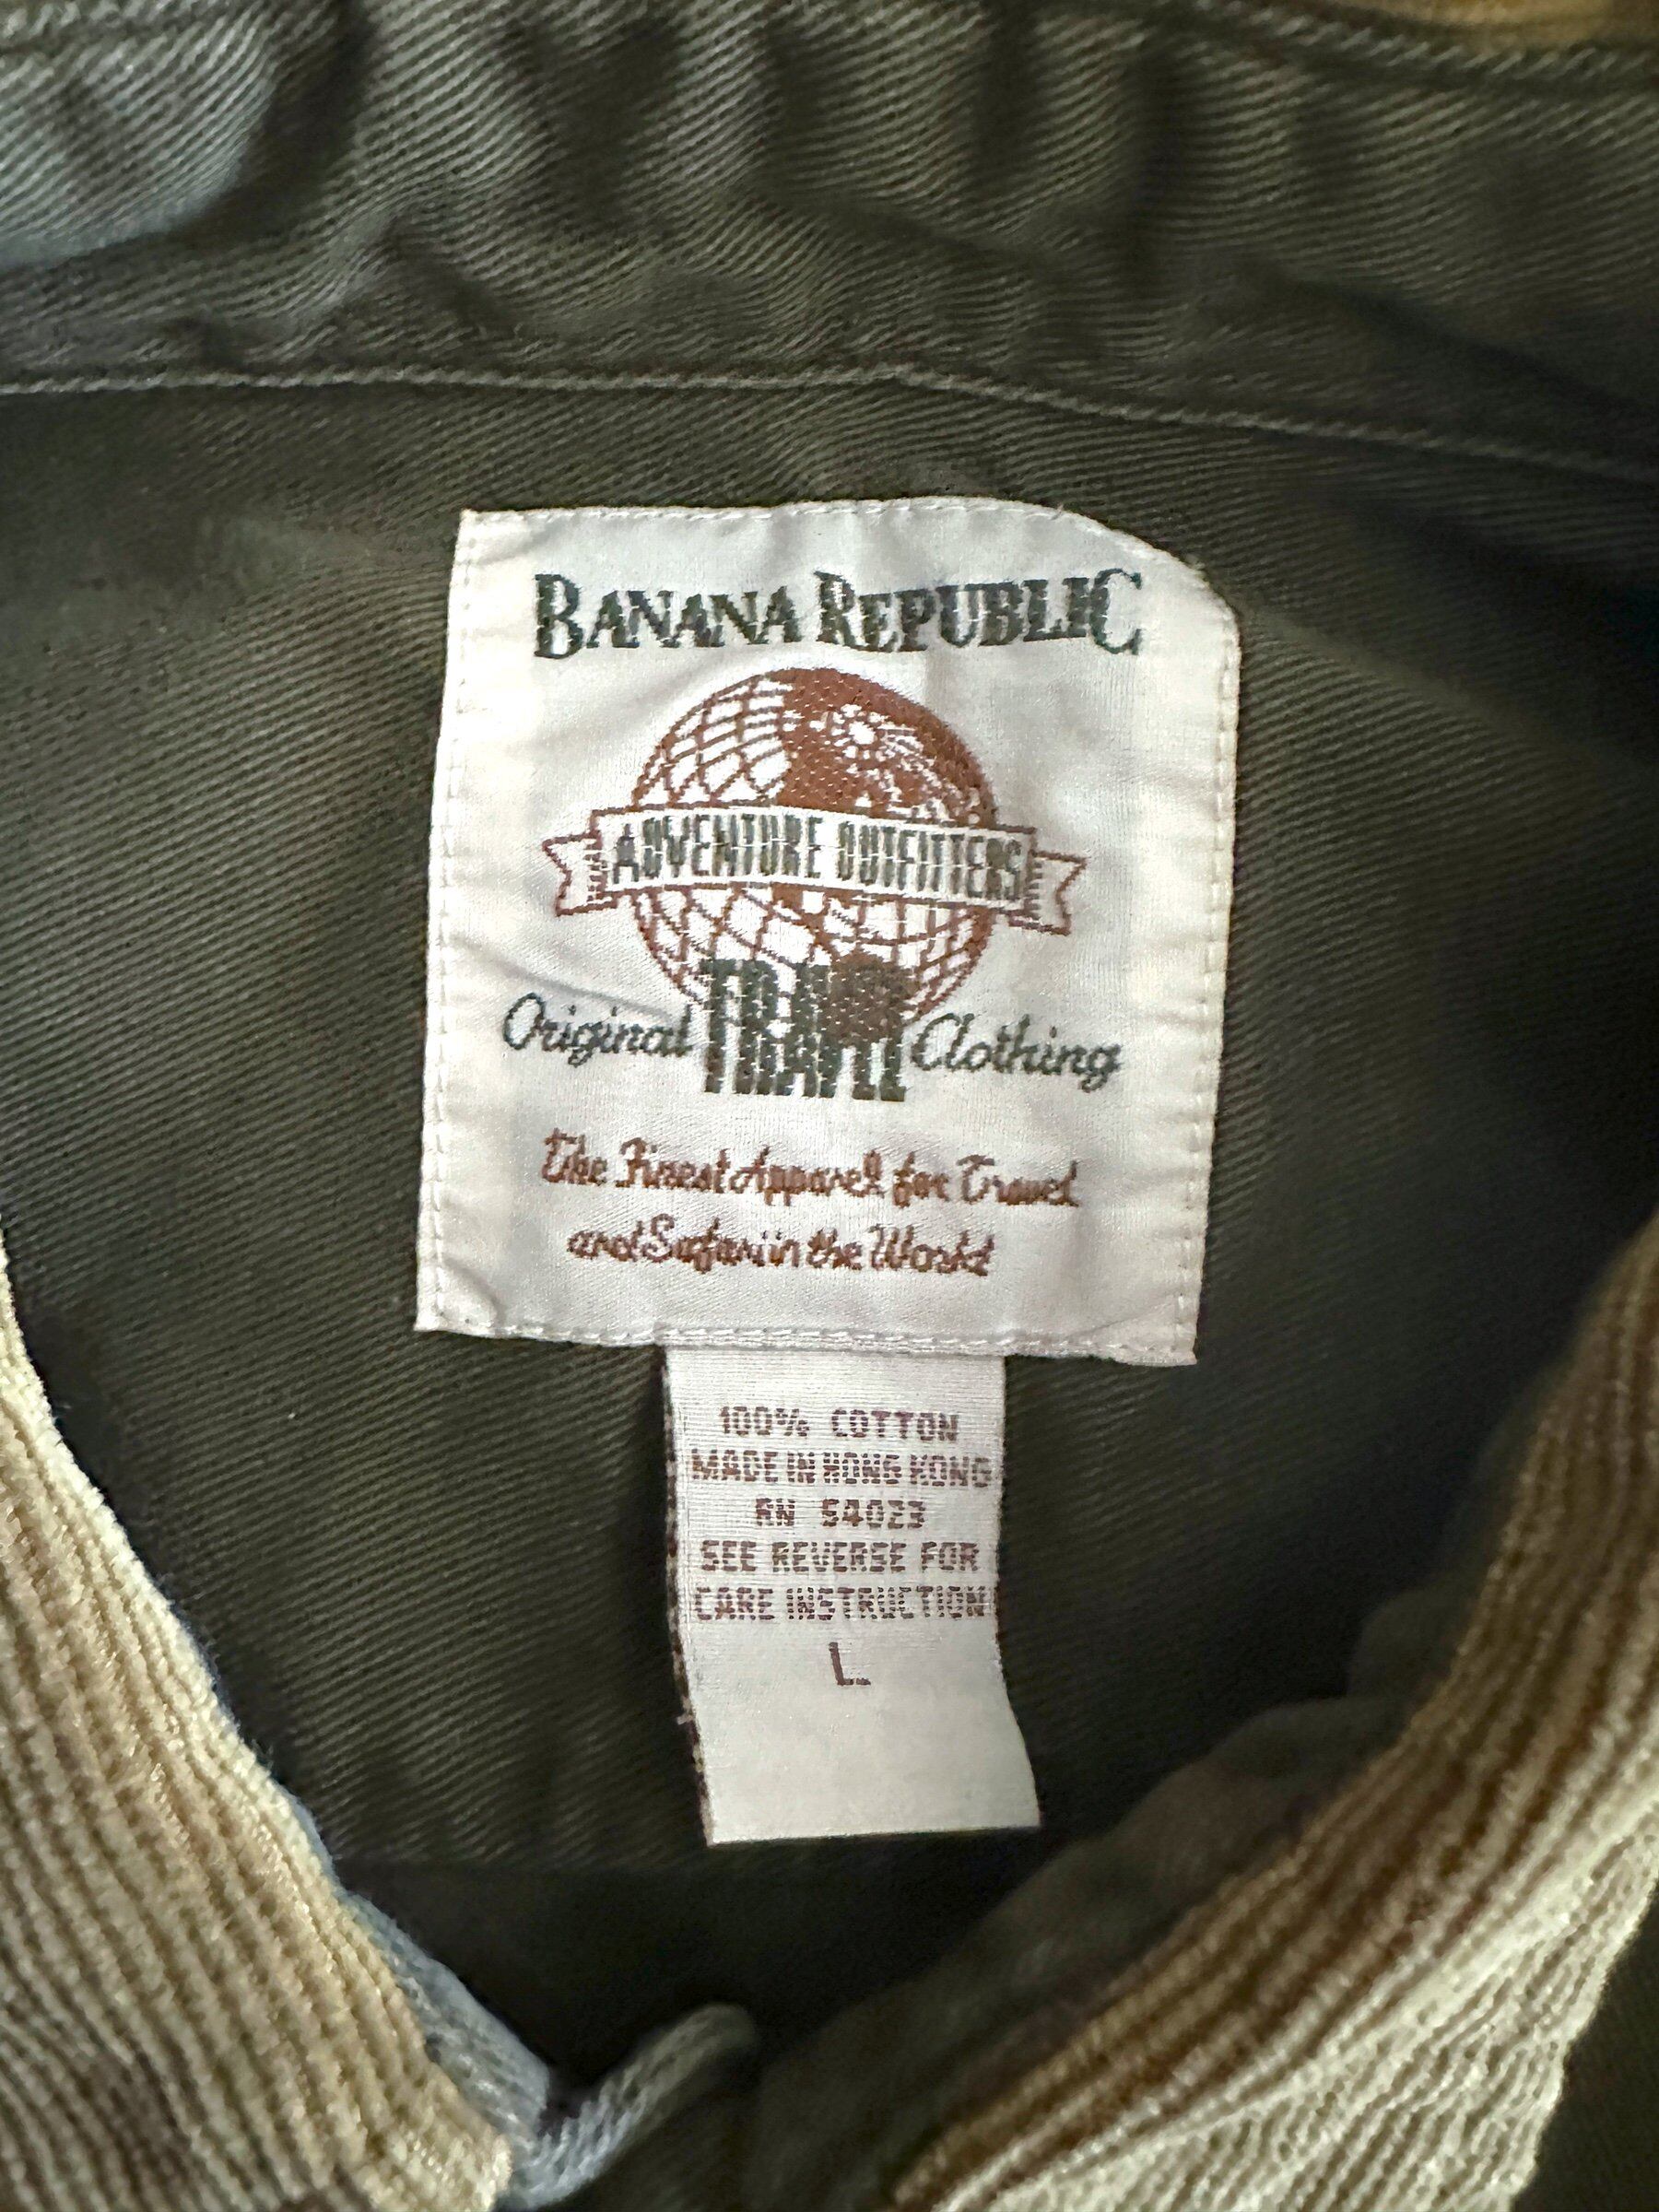 BANANA REPUBLIC
ADVENTURE OUTFITTERS
Original TRAVEL Clothing
The Finest Apparel for Travel
and Safari in the World
100% COTTON
MADE IN HONG KONG
RN 54023
SEE REVERSE FOR
CARE INSTRUCTION
L